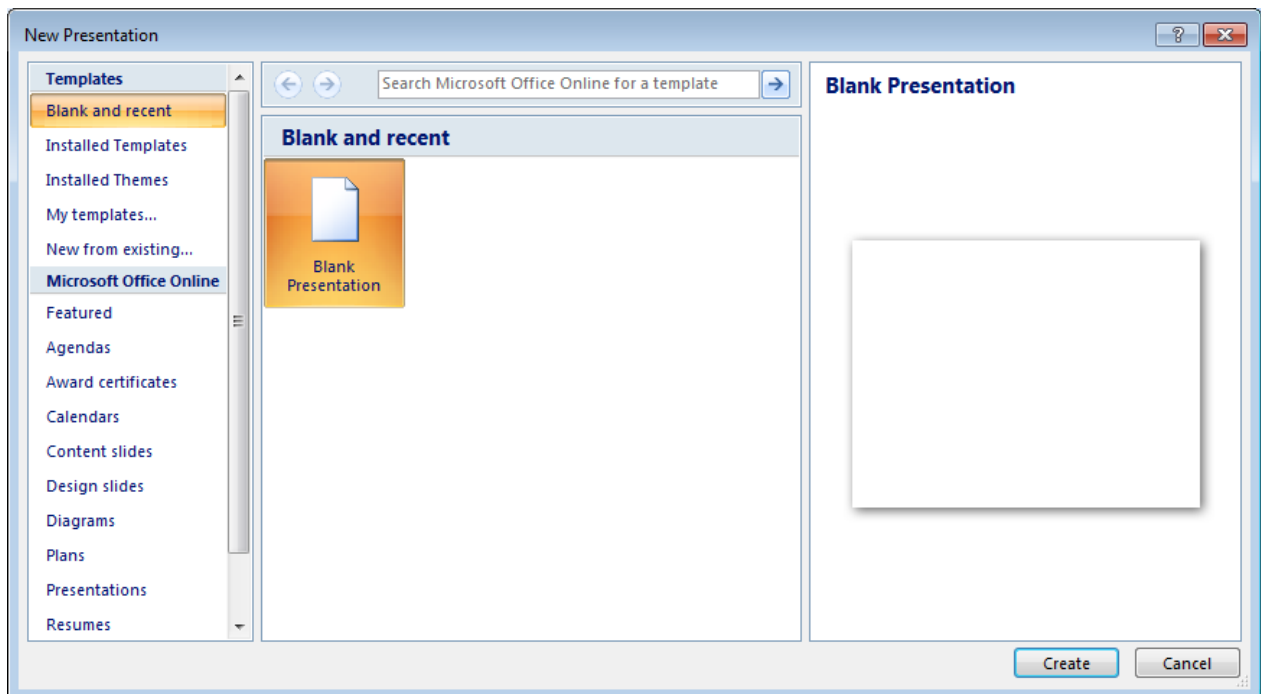 New Presentation
Templates
Blank and recent
Installed Templates
Installed Themes
My templates...
New from existing...
Microsoft Office Online
Featured
Agendas
Award certificates
Calendars
Content slides
Design slides
Diagrams
Plans
Presentations
Resumes
Search Microsoft Office Online for a template
Blank and recent
Blank
Presentation
Blank Presentation
Create
Cancel